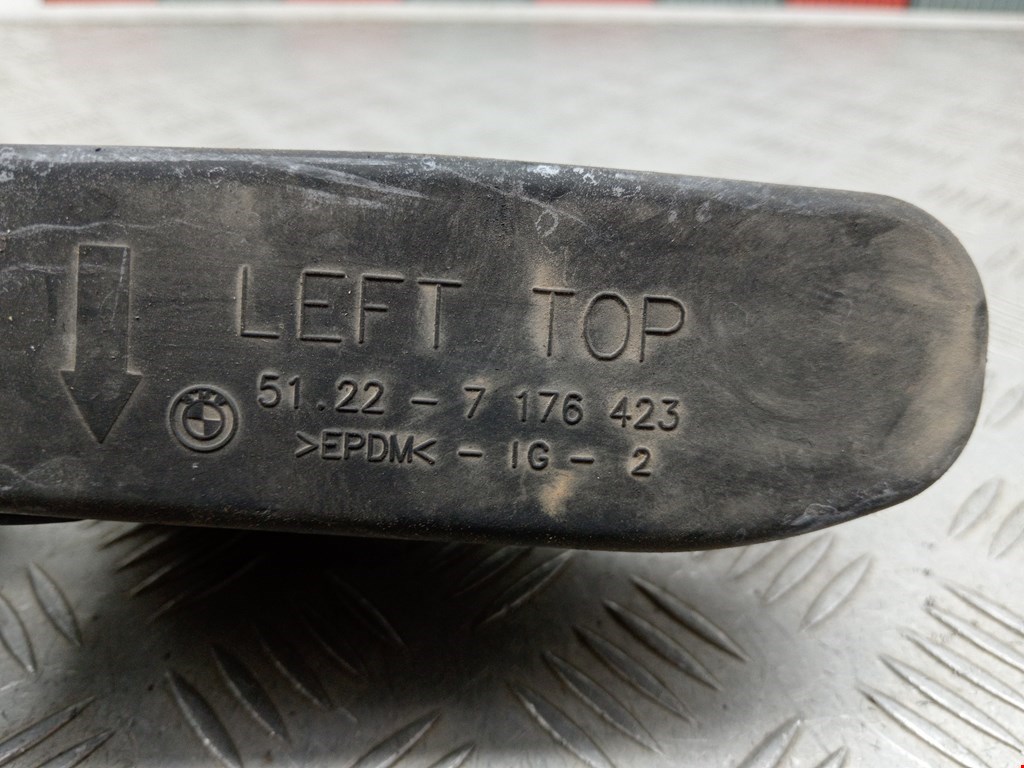 LEFT TOP
51.22 - 7 176 423
>EPDM< - IG - 2